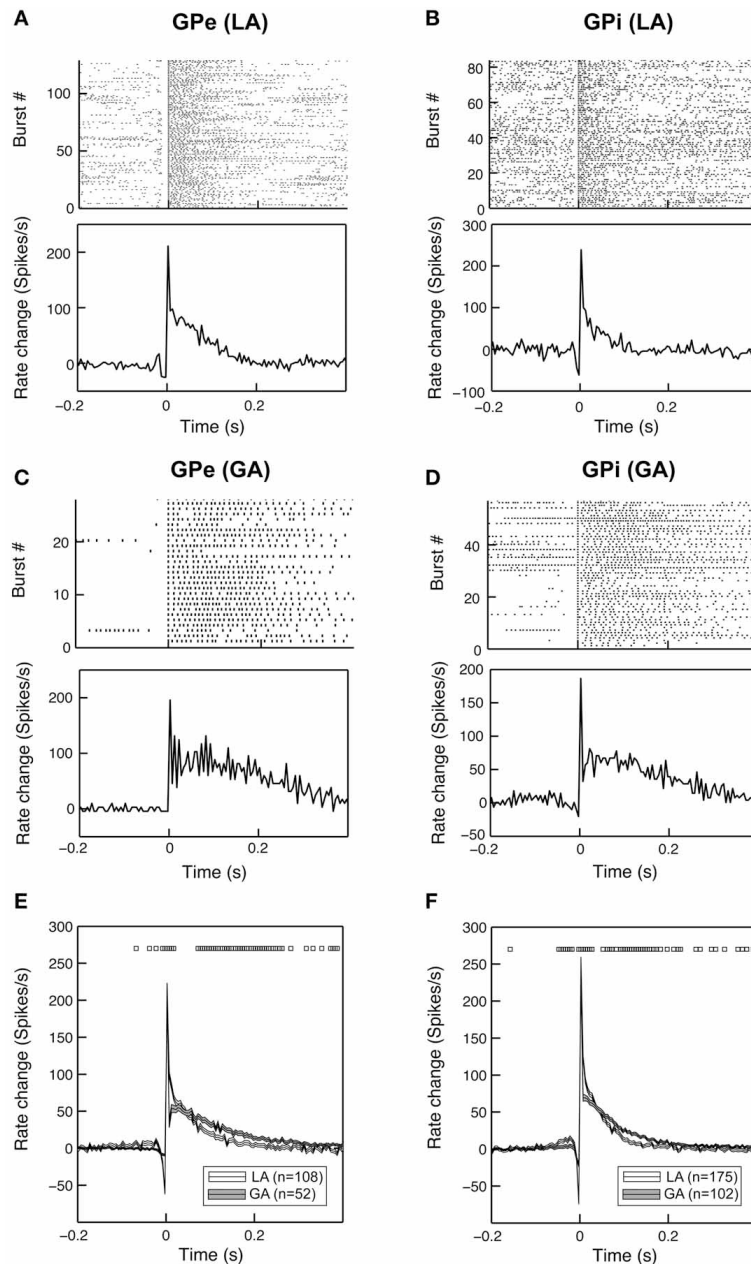 A
GPe (LA)
Burst #
100
50
0
Rate change (Spikes/s)
200
100
0
−0.2
0
0.2
Time (s)
B
GPi (LA)
Burst #
80
60
40
20
0
Rate change (Spikes/s)
300
200
100
0
−100
−0.2
0
0.2
Time (s)
C
GPe (GA)
Burst #
20
10
0
Rate change (Spikes/s)
200
100
0
−0.2
0
0.2
Time (s)
D
GPi (GA)
Burst #
40
20
0
Rate change (Spikes/s)
200
150
100
50
0
−50
−0.2
0
0.2
Time (s)
E
Rate change (Spikes/s)
300
250
200
150
100
50
0
−50
LA (n=108)
GA (n=52)
−0.2
0
0.2
Time (s)
F
Rate change (Spikes/s)
300
250
200
150
100
50
0
−50
LA (n=175)
GA (n=102)
−0.2
0
0.2
Time (s)